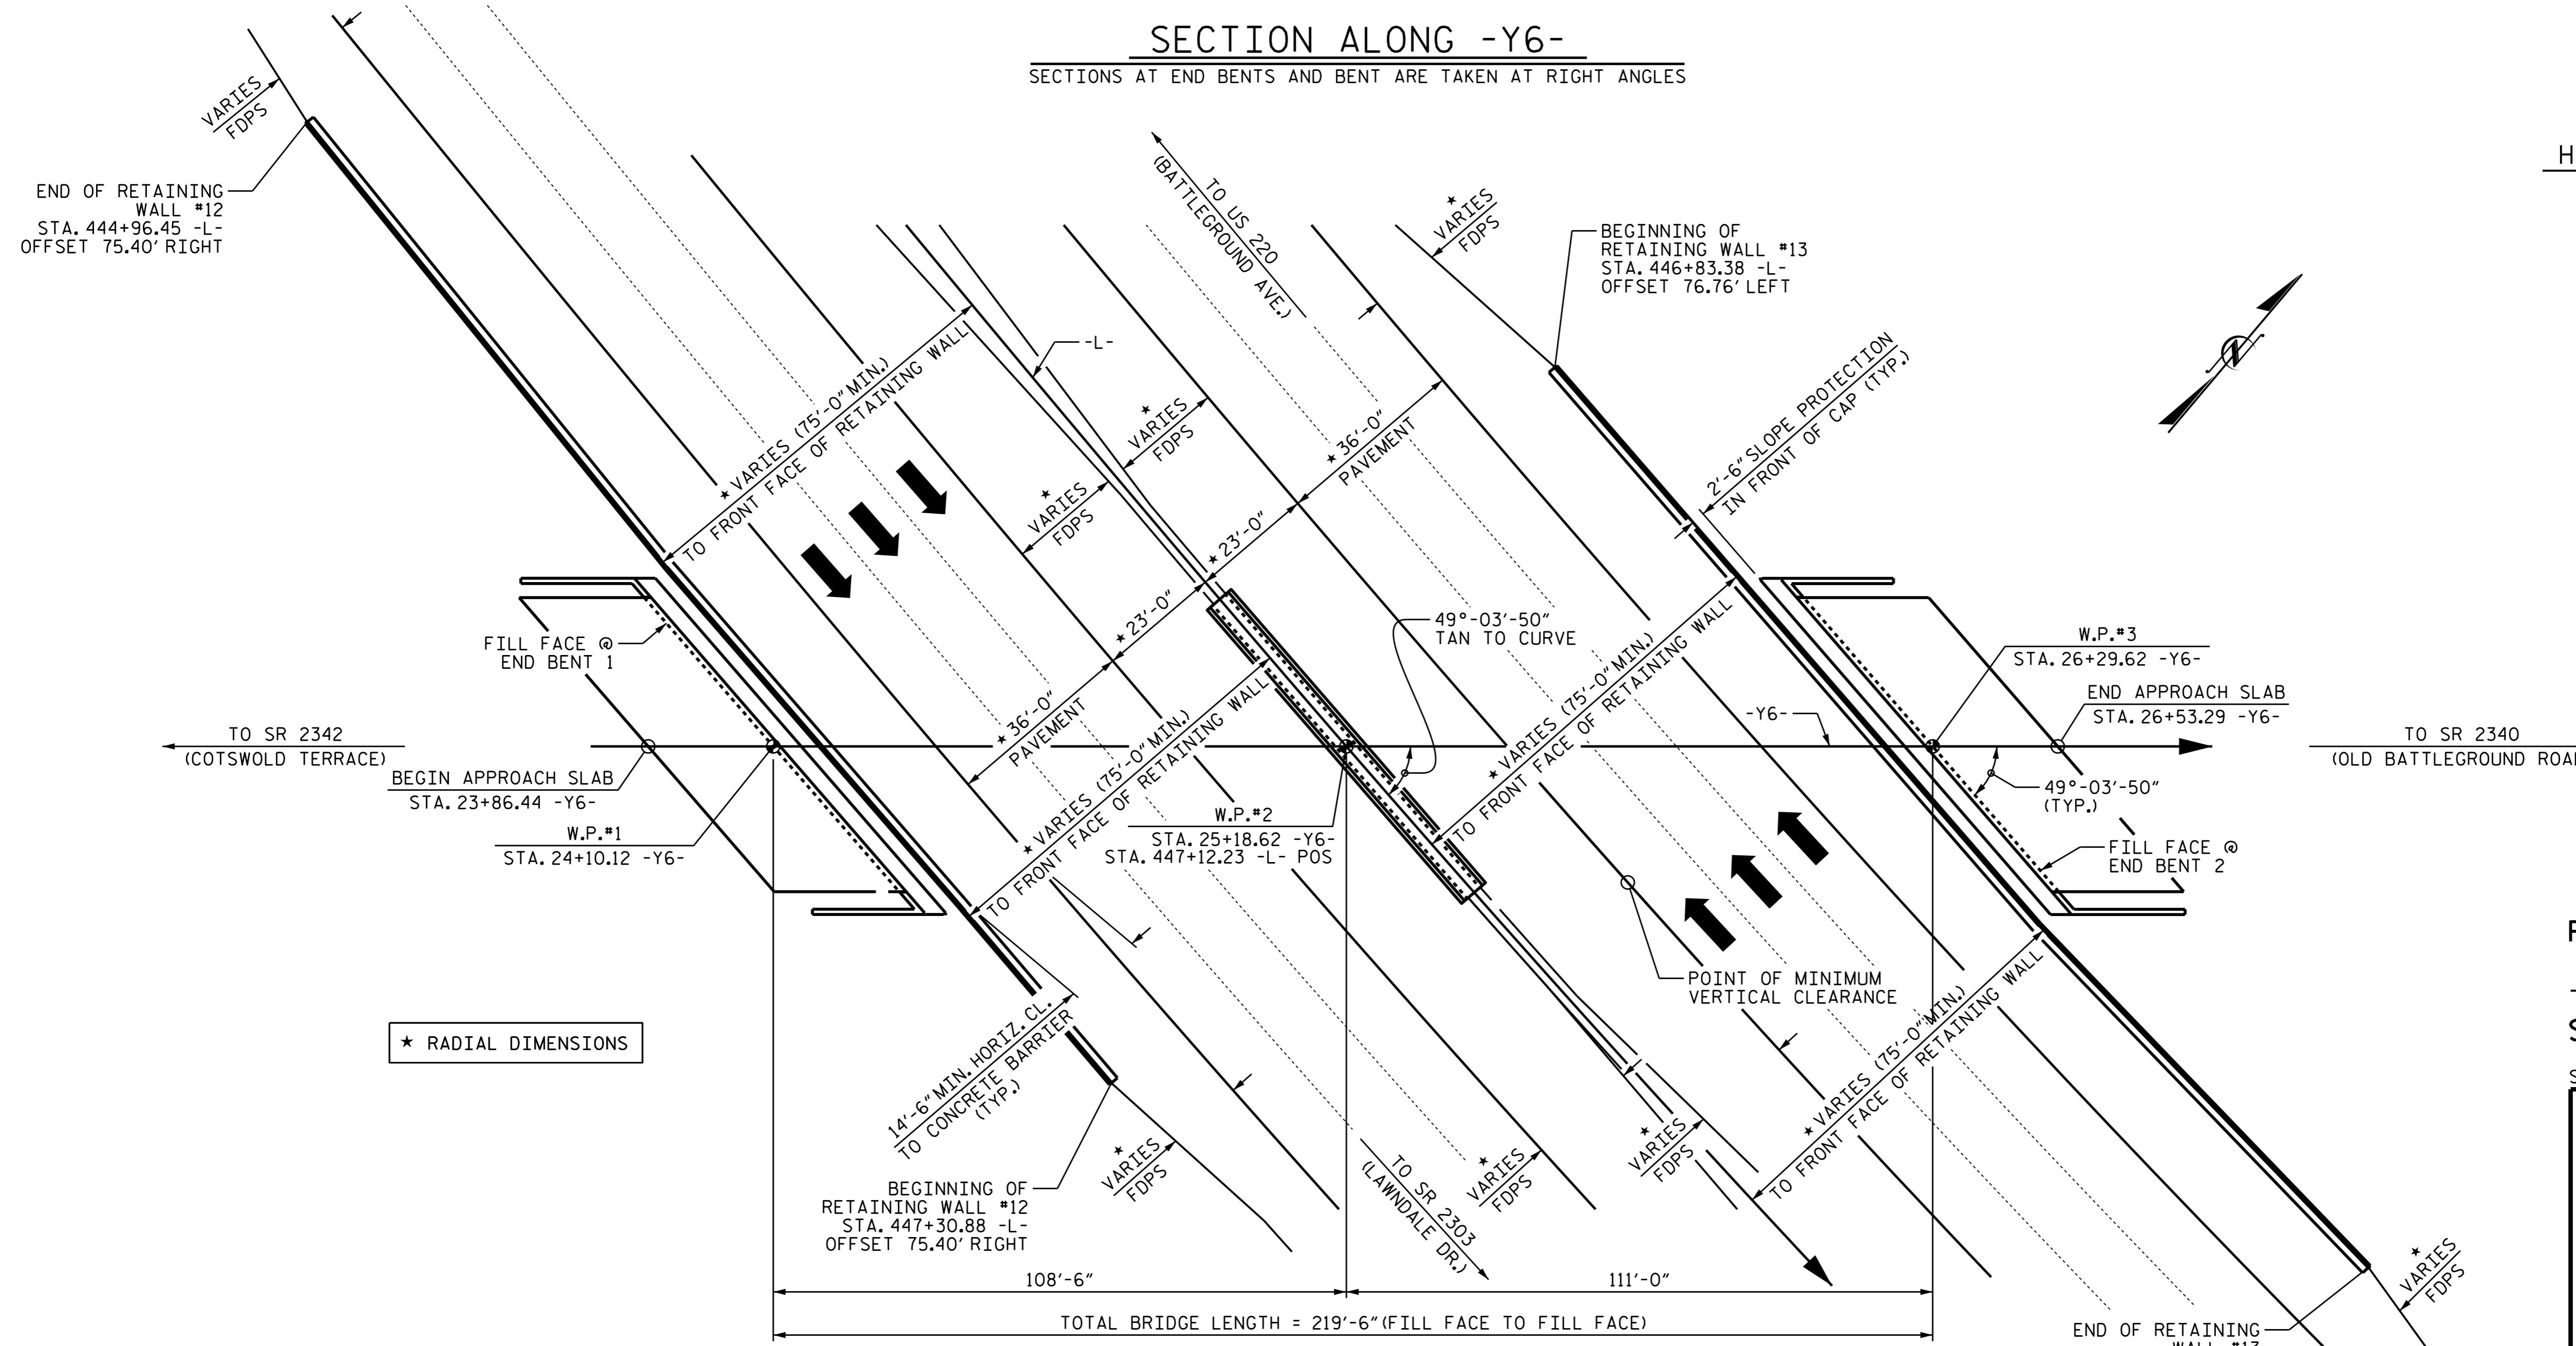 SECTION ALONG -Y6-
SECTIONS AT END BENTS AND BENT ARE TAKEN AT RIGHT ANGLES
H
VARIES
FDPS
END OF RETAINING
WALL #12
STA. 444+96.45 -L-
OFFSET 75.40' RIGHT
TO US 220
(BATTLEGROUND AVE.)
★
VARIES
FDPS
BEGINNING OF
RETAINING WALL #13
STA. 446+83.38 -L-
OFFSET 76.76' LEFT
N
-L-
★ VARIES (75'-0" MIN.)
TO FRONT FACE OF RETAINING WALL
★
VARIES
FDPS
★
VARIES
FDPS
★ 36'-0"
PAVEMENT
★ 23'-0"
2'-6" SLOPE PROTECTION
IN FRONT OF CAP (TYP.)
★ 23'-0"
★ 36'-0"
PAVEMENT
49°-03'-50"
TAN TO CURVE
FILL FACE @
END BENT 1
W.P.#3
STA. 26+29.62 -Y6-
END APPROACH SLAB
STA. 26+53.29 -Y6-
-Y6-
TO SR 2342
(COTSWOLD TERRACE)
TO SR 2340
(OLD BATTLEGROUND ROA
BEGIN APPROACH SLAB
STA. 23+86.44 -Y6-
W.P.#1
STA. 24+10.12 -Y6-
★ VARIES (75'-0" MIN.)
TO FRONT FACE OF RETAINING WALL
W.P.#2
STA. 25+18.62 -Y6-
STA. 447+12.23 -L- POS
★ VARIES (75'-0" MIN.)
TO FRONT FACE OF RETAINING WALL
49°-03'-50"
(TYP.)
FILL FACE @
END BENT 2
POINT OF MINIMUM
VERTICAL CLEARANCE
★ RADIAL DIMENSIONS
14'-6" MIN. HORIZ. CL.
TO CONCRETE BARRIER
(TYP.)
★ VARIES (75'-0" MIN.)
TO FRONT FACE OF RETAINING WALL
BEGINNING OF
RETAINING WALL #12
STA. 447+30.88 -L-
OFFSET 75.40' RIGHT
★
VARIES
FDPS
TO SR 2303
(LAWNDALE DR.)
★
VARIES
FDPS
★
VARIES
FDPS
★
VARIES
FDPS
108'-6"
111'-0"
TOTAL BRIDGE LENGTH = 219'-6" (FILL FACE TO FILL FACE)
END OF RETAINING
WALL #13